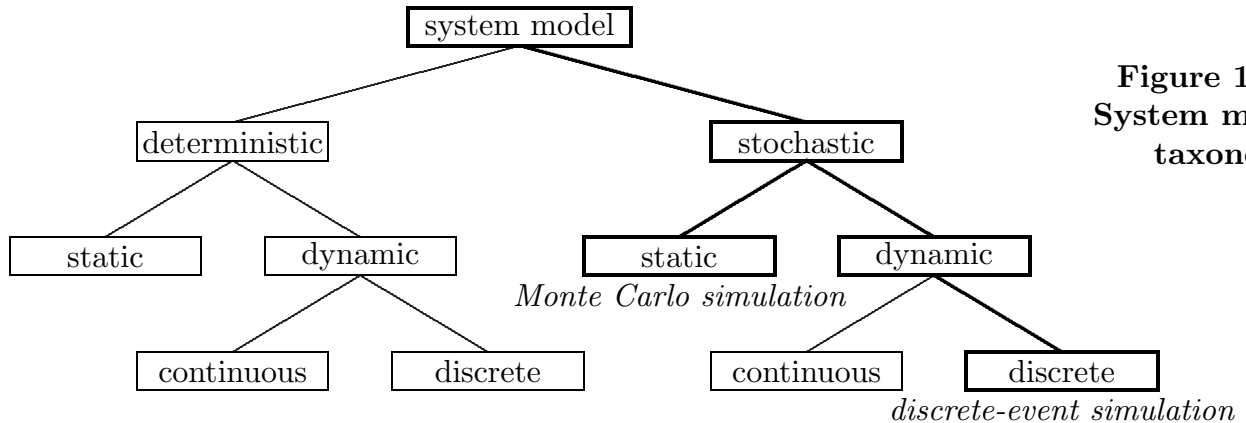 system model
Figure 1
System m
taxono
deterministic
stochastic
static
dynamic
static
dynamic
Monte Carlo simulation
continuous
discrete
continuous
discrete
discrete-event simulation